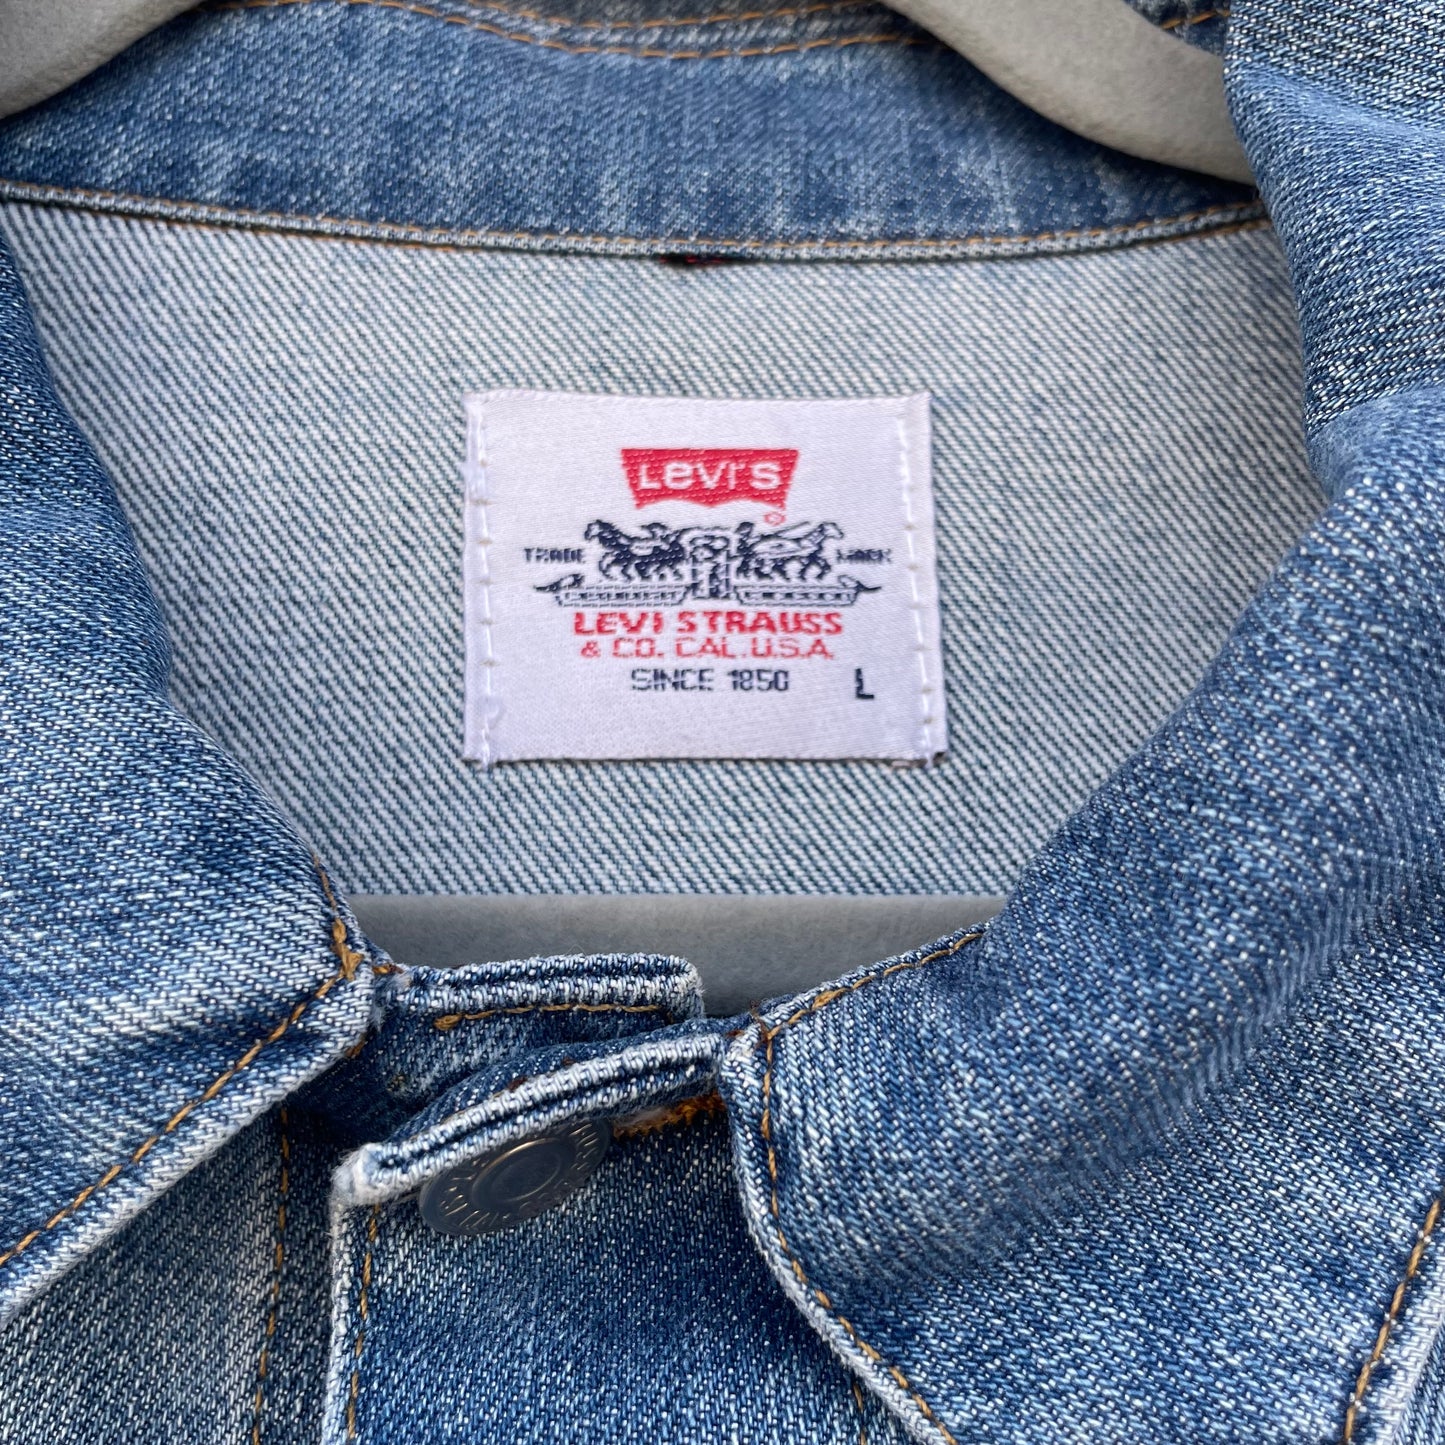 Levi's
®
TRADE MARK
LEVI STRAUSS
& CO. CAL. U.S.A.
SINCE 1850 L